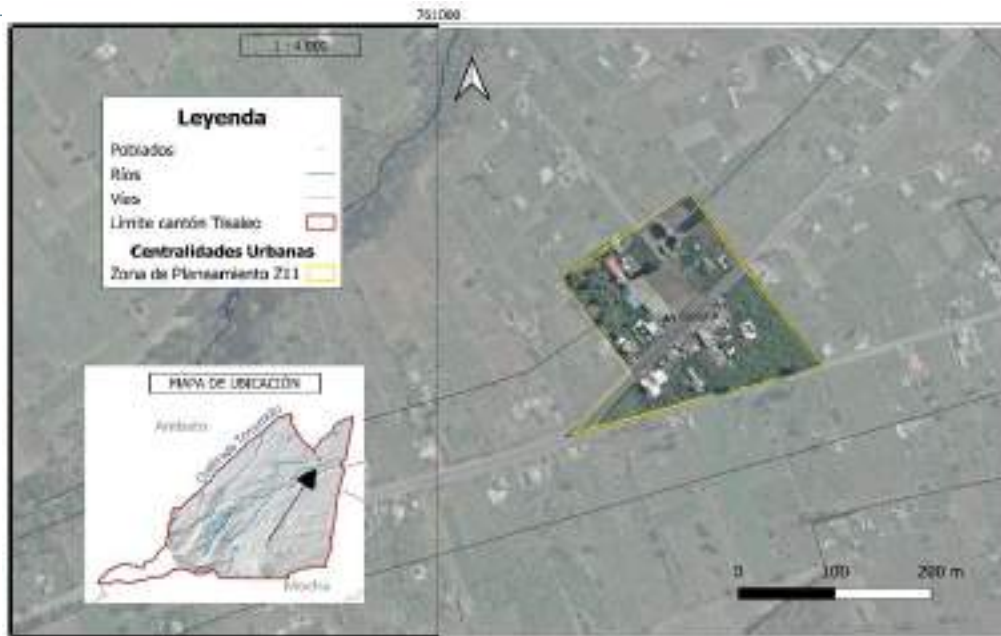 761000
1 - 4 000
Leyenda
Poblados
Ríos
Vías
Límite cantón Tisaleo
Centralidades Urbanas
Zona de Planeamiento Z11
MAPA DE UBICACIÓN
Ambato
Mocha
0 100 200 m